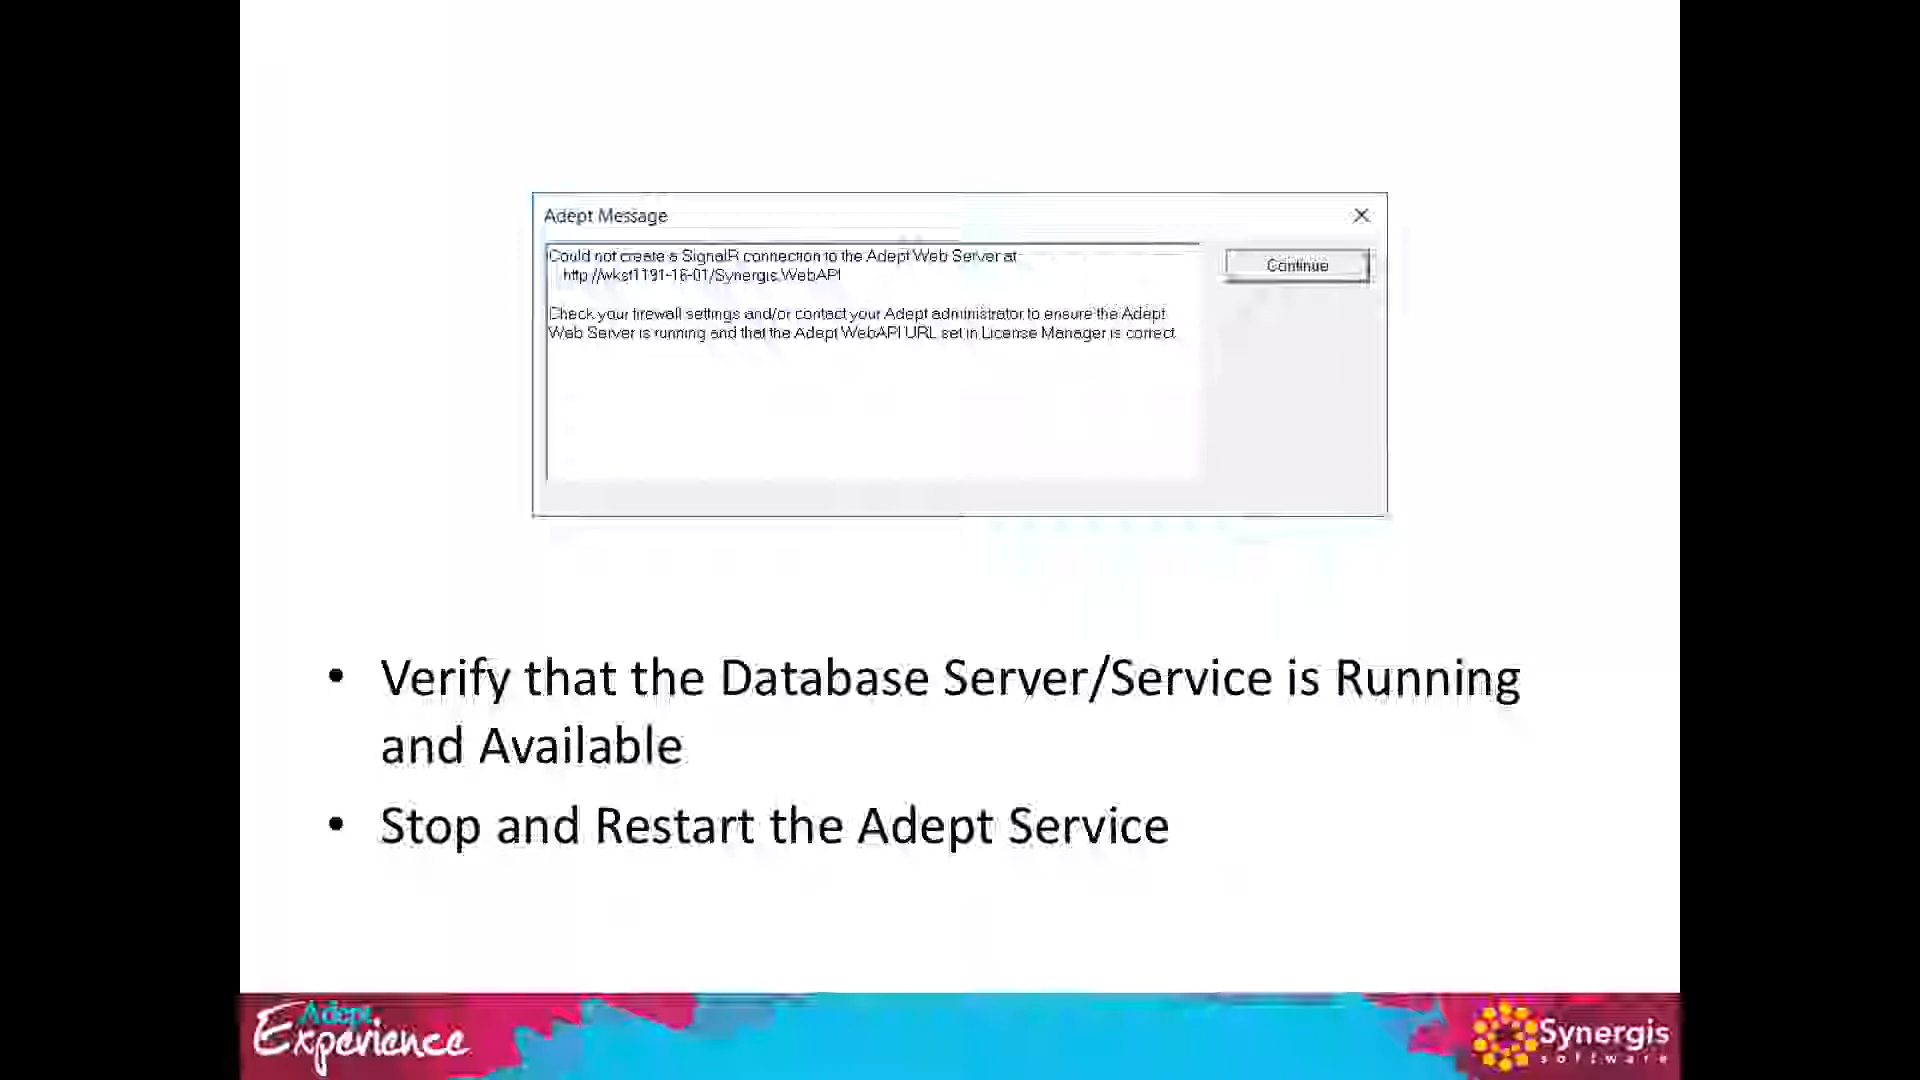 Adept Message
Could not create a SignalR connection to the Adept Web Server at
http://wkst1191-16-01/Synergis.WebAPI
Continue
Check your firewall settings and/or contact your Adept administrator to ensure the Adept
Web Server is running and that the Adept WebAPI URL set in License Manager is correct.
• Verify that the Database Server/Service is Running
and Available
• Stop and Restart the Adept Service
Adept
Experience
Synergis
software